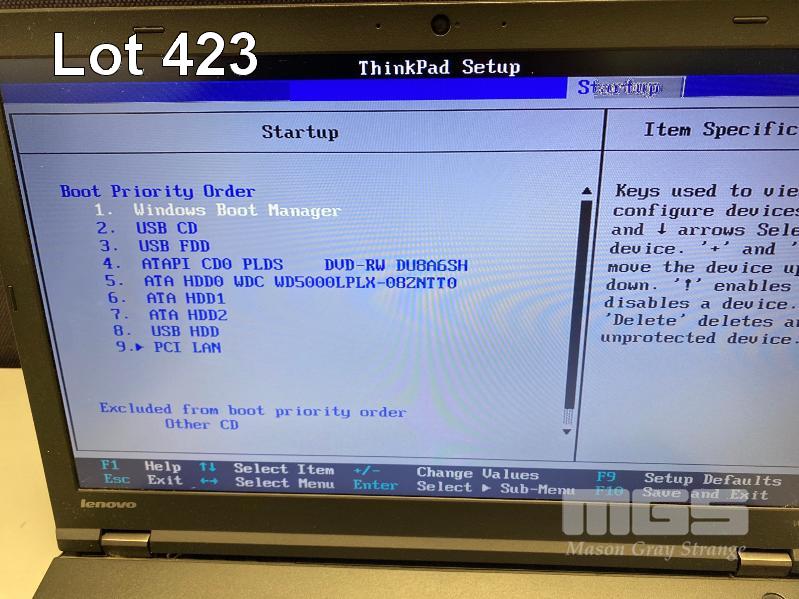 Lot 423
ThinkPad Setup
Startup
Startup
Item Specific
Boot Priority Order
1. Windows Boot Manager
2. USB CD
3. USB FDD
4. ATAPI CD0 PLDS DVD-RW DU8A6SH
5. ATA HDD0 WDC WD5000LPLX-08ZNTT0
6. ATA HDD1
7. ATA HDD2
8. USB HDD
9.▶ PCI LAN
Excluded from boot priority order
Other CD
Keys used to vie
configure devices
and ↓ arrows Sele
device. '+' and '
move the device up
down. '!' enables
disables a device.
'Delete' deletes an
unprotected device.
F1 Help ↑↓ Select Item +/- Change Values F9 Setup Defaults
Esc Exit ←→ Select Menu Enter Select ▶ Sub-Menu F10 Save and Exit
lenovo
MGS
Mason Gray Strange